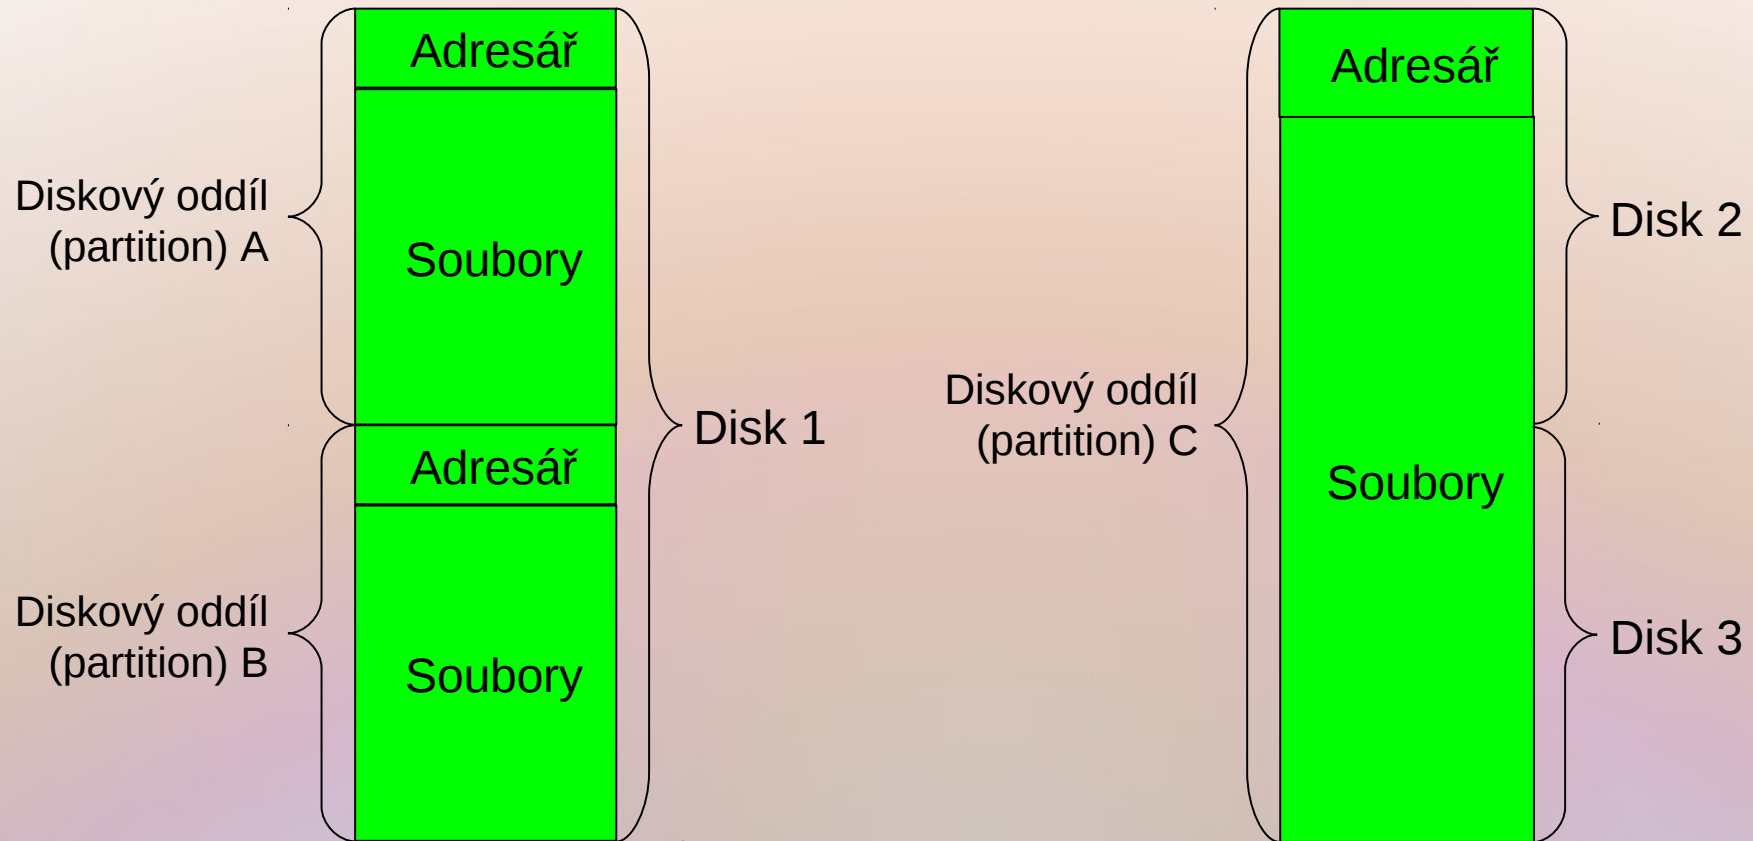 Adresář
Diskový oddíl
(partition) A
Soubory
Disk 1
Adresář
Diskový oddíl
(partition) B
Soubory
Adresář
Disk 2
Diskový oddíl
(partition) C
Soubory
Disk 3